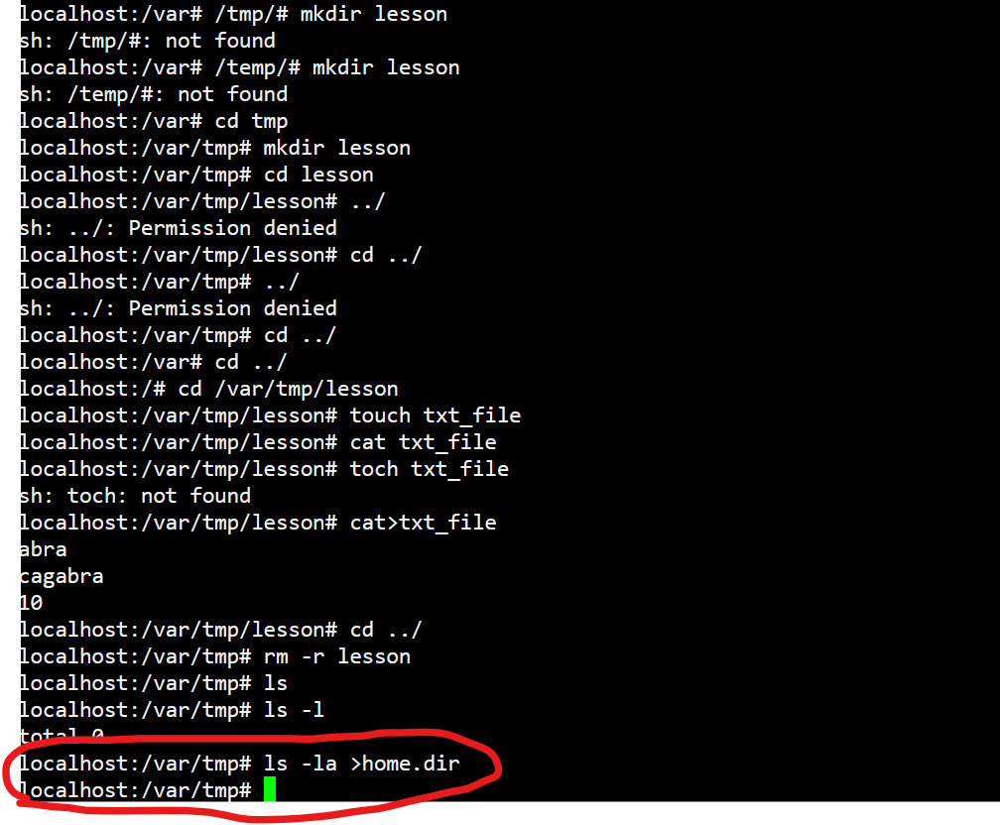 localhost:/var# /tmp/# mkdir lesson
sh: /tmp/#: not found
localhost:/var# /temp/# mkdir lesson
sh: /temp/#: not found
localhost:/var# cd tmp
localhost:/var/tmp# mkdir lesson
localhost:/var/tmp# cd lesson
localhost:/var/tmp/lesson# ../
sh: ../: Permission denied
localhost:/var/tmp/lesson# cd ../
localhost:/var/tmp# ../
sh: ../: Permission denied
localhost:/var/tmp# cd ../
localhost:/var# cd ../
localhost:/# cd /var/tmp/lesson
localhost:/var/tmp/lesson# touch txt_file
localhost:/var/tmp/lesson# cat txt_file
localhost:/var/tmp/lesson# toch txt_file
sh: toch: not found
localhost:/var/tmp/lesson# cat>txt_file
abra
cagabra
10
localhost:/var/tmp/lesson# cd ../
localhost:/var/tmp# rm -r lesson
localhost:/var/tmp# ls
localhost:/var/tmp# ls -l
total 0
localhost:/var/tmp# ls -la >home.dir
localhost:/var/tmp#